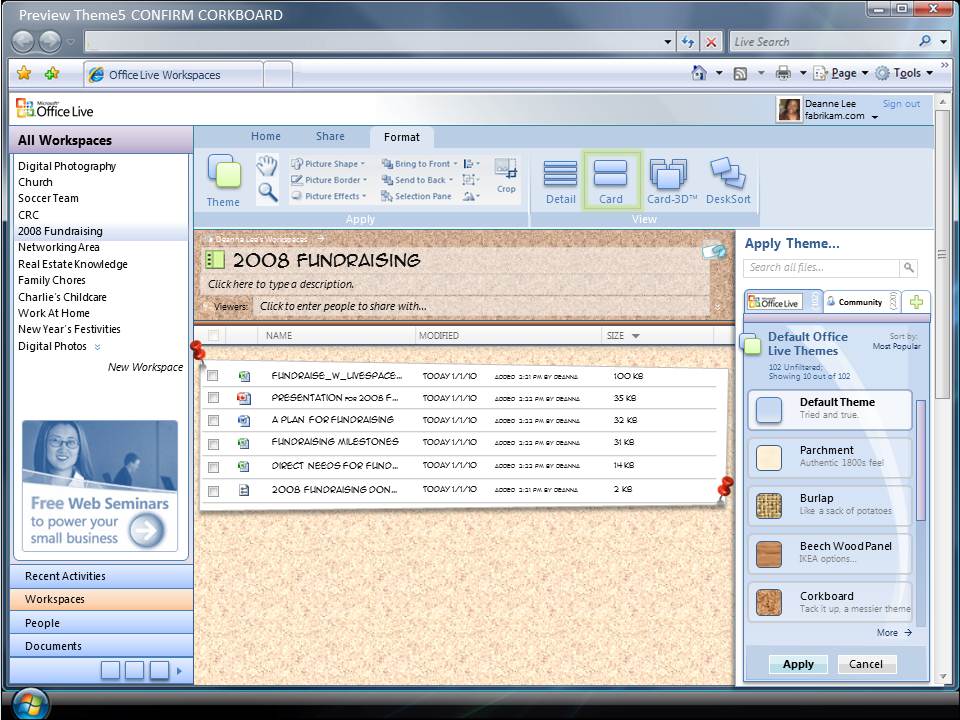 Preview Theme5 CONFIRM CORKBOARD
Live Search
Office Live Workspaces
Page
Tools
Microsoft
Office Live
Deanne Lee
fabrikam.com
Sign out
All Workspaces
Digital Photography
Church
Soccer Team
CRC
2008 Fundraising
Networking Area
Real Estate Knowledge
Family Chores
Charlie's Childcare
Work At Home
New Year's Festivities
Digital Photos
New Workspace
Free Web Seminars
to power your
small business
Recent Activities
Workspaces
People
Documents
Home Share Format
Theme
Picture Shape
Picture Border
Picture Effects
Bring to Front
Send to Back
Selection Pane
Crop
Apply
Detail Card Card-3D™ DeskSort
View
Deanna Lee's Workspaces
2008 FUNDRAISING
Click here to type a description.
Viewers: Click to enter people to share with...
NAME MODIFIED SIZE
FUNDRAISE_W_LIVESPACE... TODAY 1/1/10 ADDED 2:21 PM BY DEANNA 100 KB
PRESENTATION FOR 2008 F... TODAY 1/1/10 ADDED 2:22 PM BY DEANNA 35 KB
A PLAN FOR FUNDRAISING TODAY 1/1/10 ADDED 2:22 PM BY DEANNA 32 KB
FUNDRAISING MILESTONES TODAY 1/1/10 ADDED 2:22 PM BY DEANNA 31 KB
DIRECT NEEDS FOR FUND... TODAY 1/1/10 ADDED 2:22 PM BY DEANNA 14 KB
2008 FUNDRAISING DON... TODAY 1/1/10 ADDED 2:21 PM BY DEANNA 2 KB
Apply Theme...
Search all files...
Microsoft
Office Live
Community
Default Office
Live Themes
Sort by:
Most Popular
102 Unfiltered;
Showing 10 out of 102
Default Theme
Tried and true.
Parchment
Authentic 1800s feel
Burlap
Like a sack of potatoes
Beech Wood Panel
IKEA options...
Corkboard
Tack it up, a messier theme
More
Apply Cancel